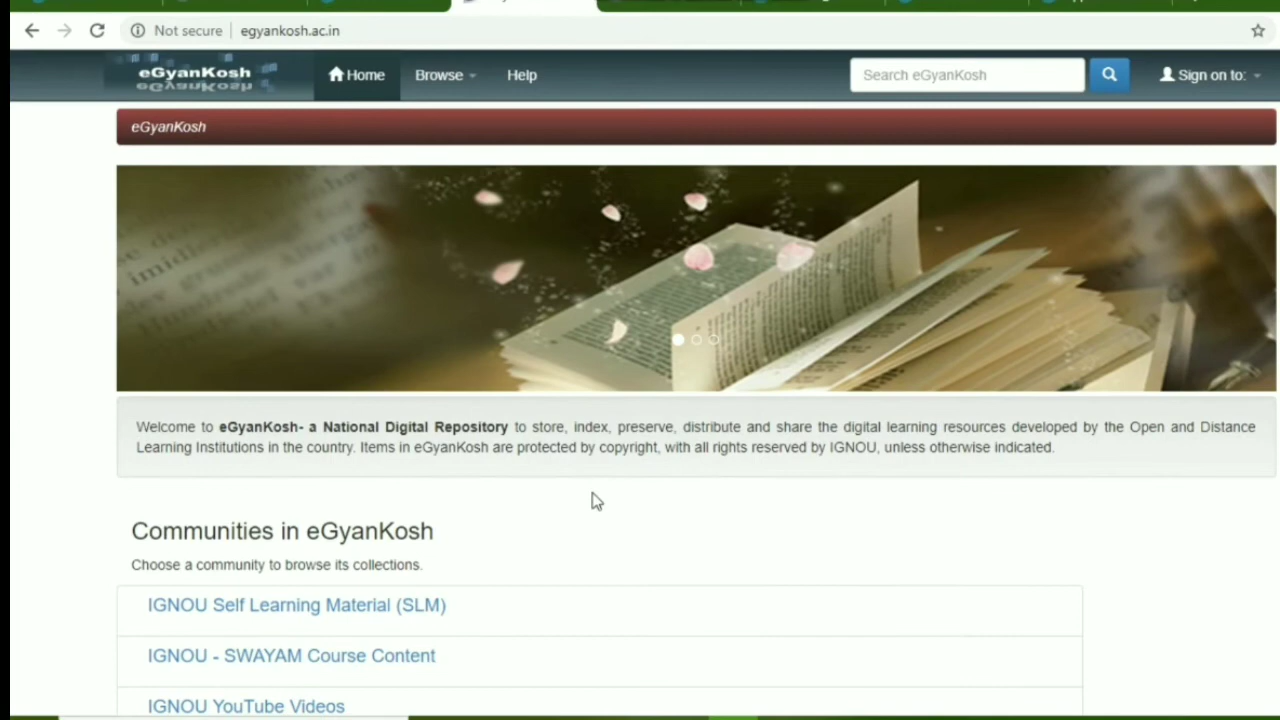 Not secure
egyankosh.ac.in
eGyanKosh
Home
Browse
Help
Search eGyanKosh
Sign on to:
eGyanKosh
Welcome to eGyanKosh- a National Digital Repository to store, index, preserve, distribute and share the digital learning resources developed by the Open and Distance
Learning Institutions in the country. Items in eGyanKosh are protected by copyright, with all rights reserved by IGNOU, unless otherwise indicated.
Communities in eGyanKosh
Choose a community to browse its collections.
IGNOU Self Learning Material (SLM)
IGNOU - SWAYAM Course Content
IGNOU YouTube Videos